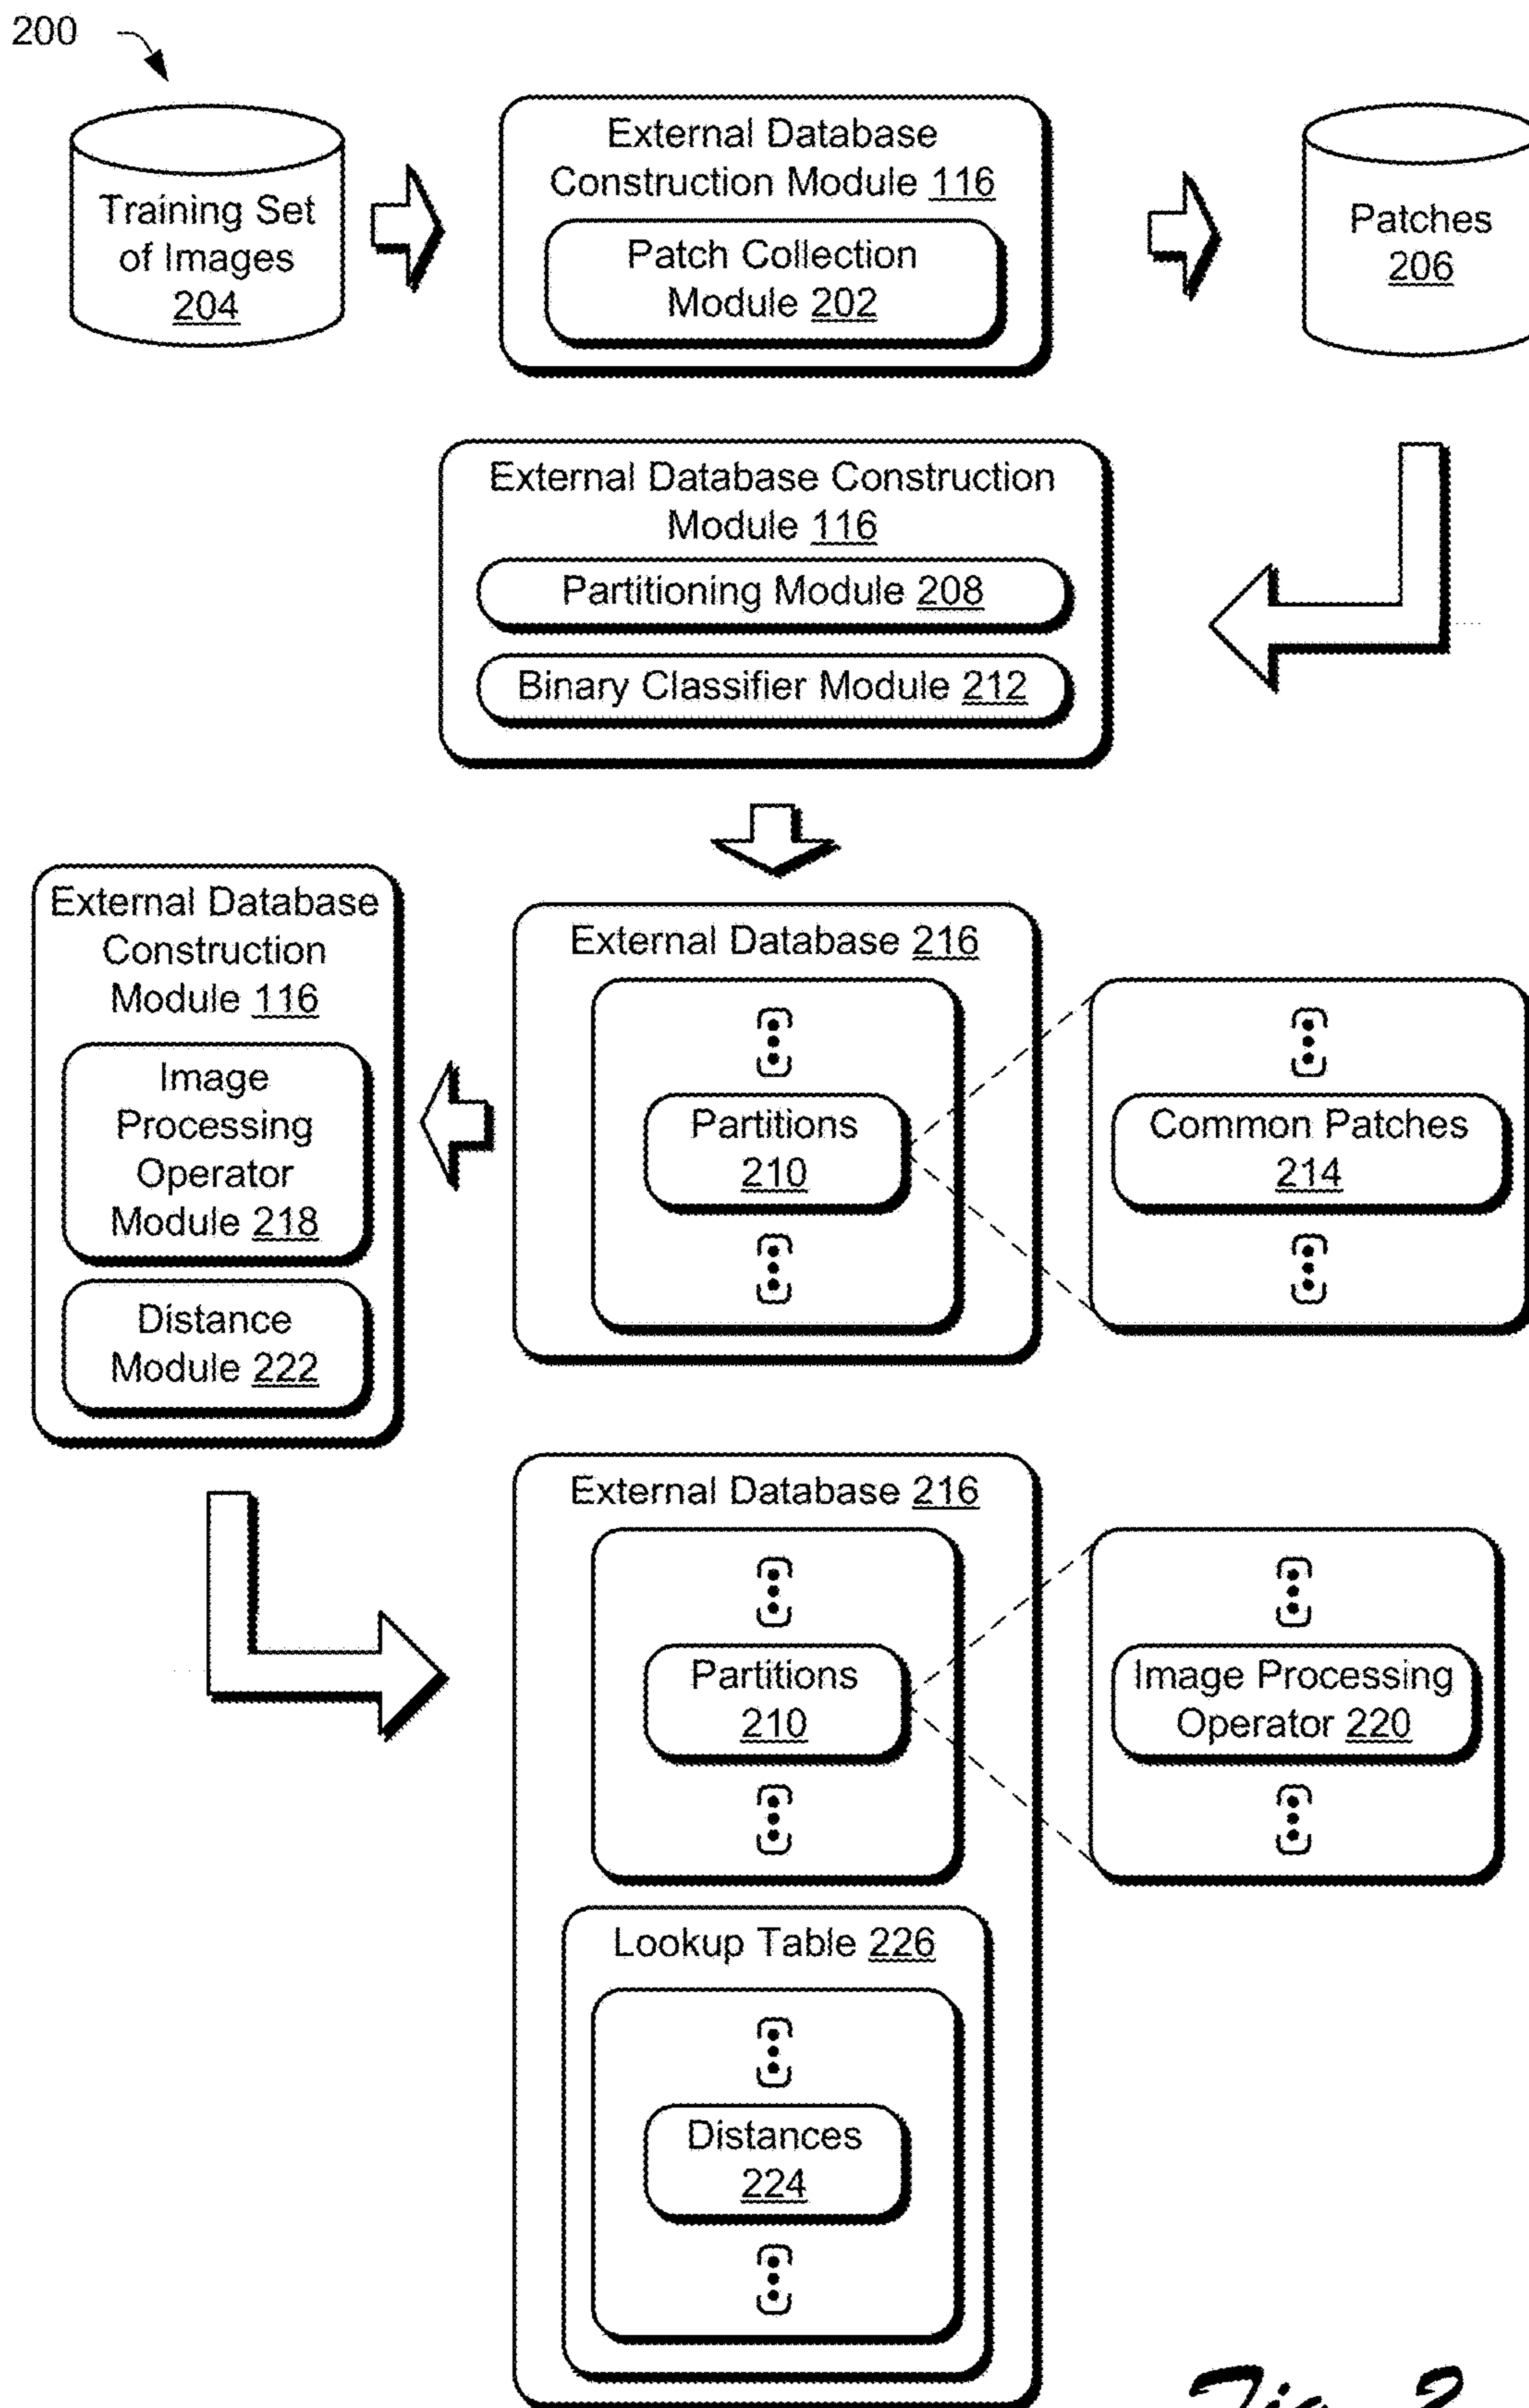 200
Training Set
of Images
204
External Database
Construction Module 116
Patch Collection
Module 202
Patches
206
External Database Construction
Module 116
Partitioning Module 208
Binary Classifier Module 212
External Database
Construction
Module 116
Image
Processing
Operator
Module 218
Distance
Module 222
External Database 216
Partitions
210
Common Patches
214
External Database 216
Partitions
210
Image Processing
Operator 220
Lookup Table 226
Distances
224
Fig. 2